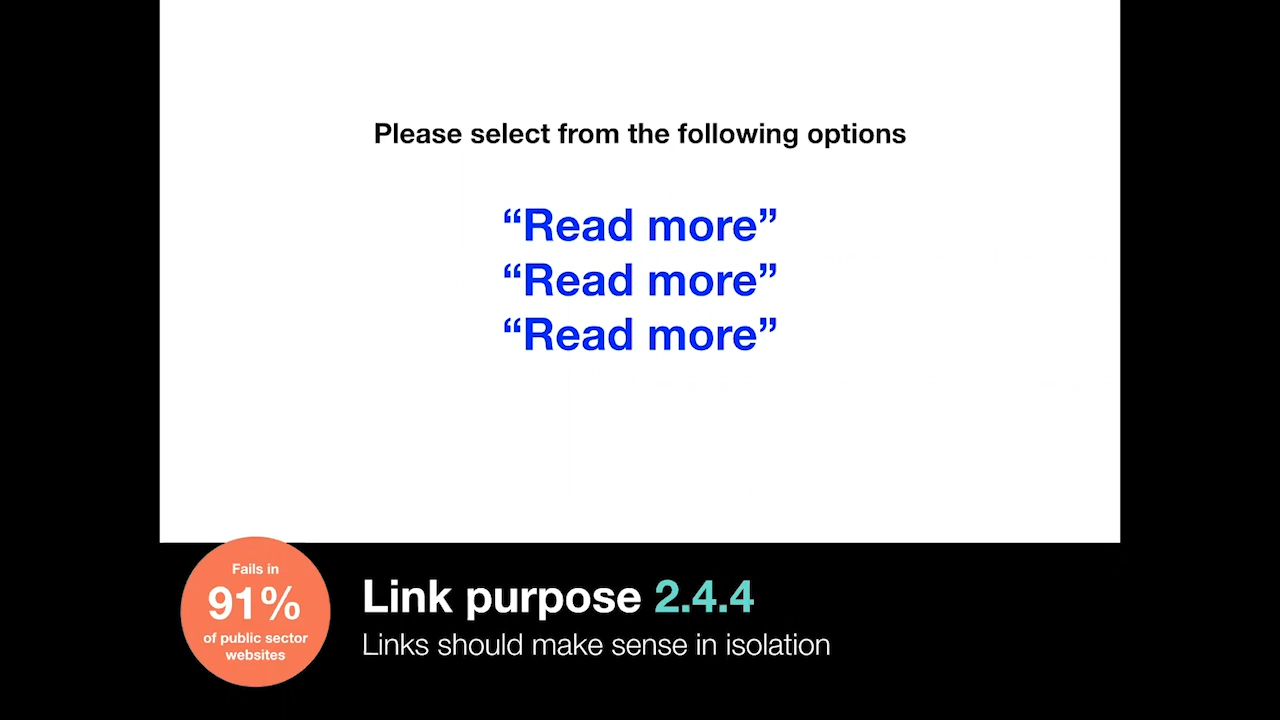 Please select from the following options
“Read more”
“Read more”
“Read more”
Fails in
91%
of public sector
websites
Link purpose 2.4.4
Links should make sense in isolation